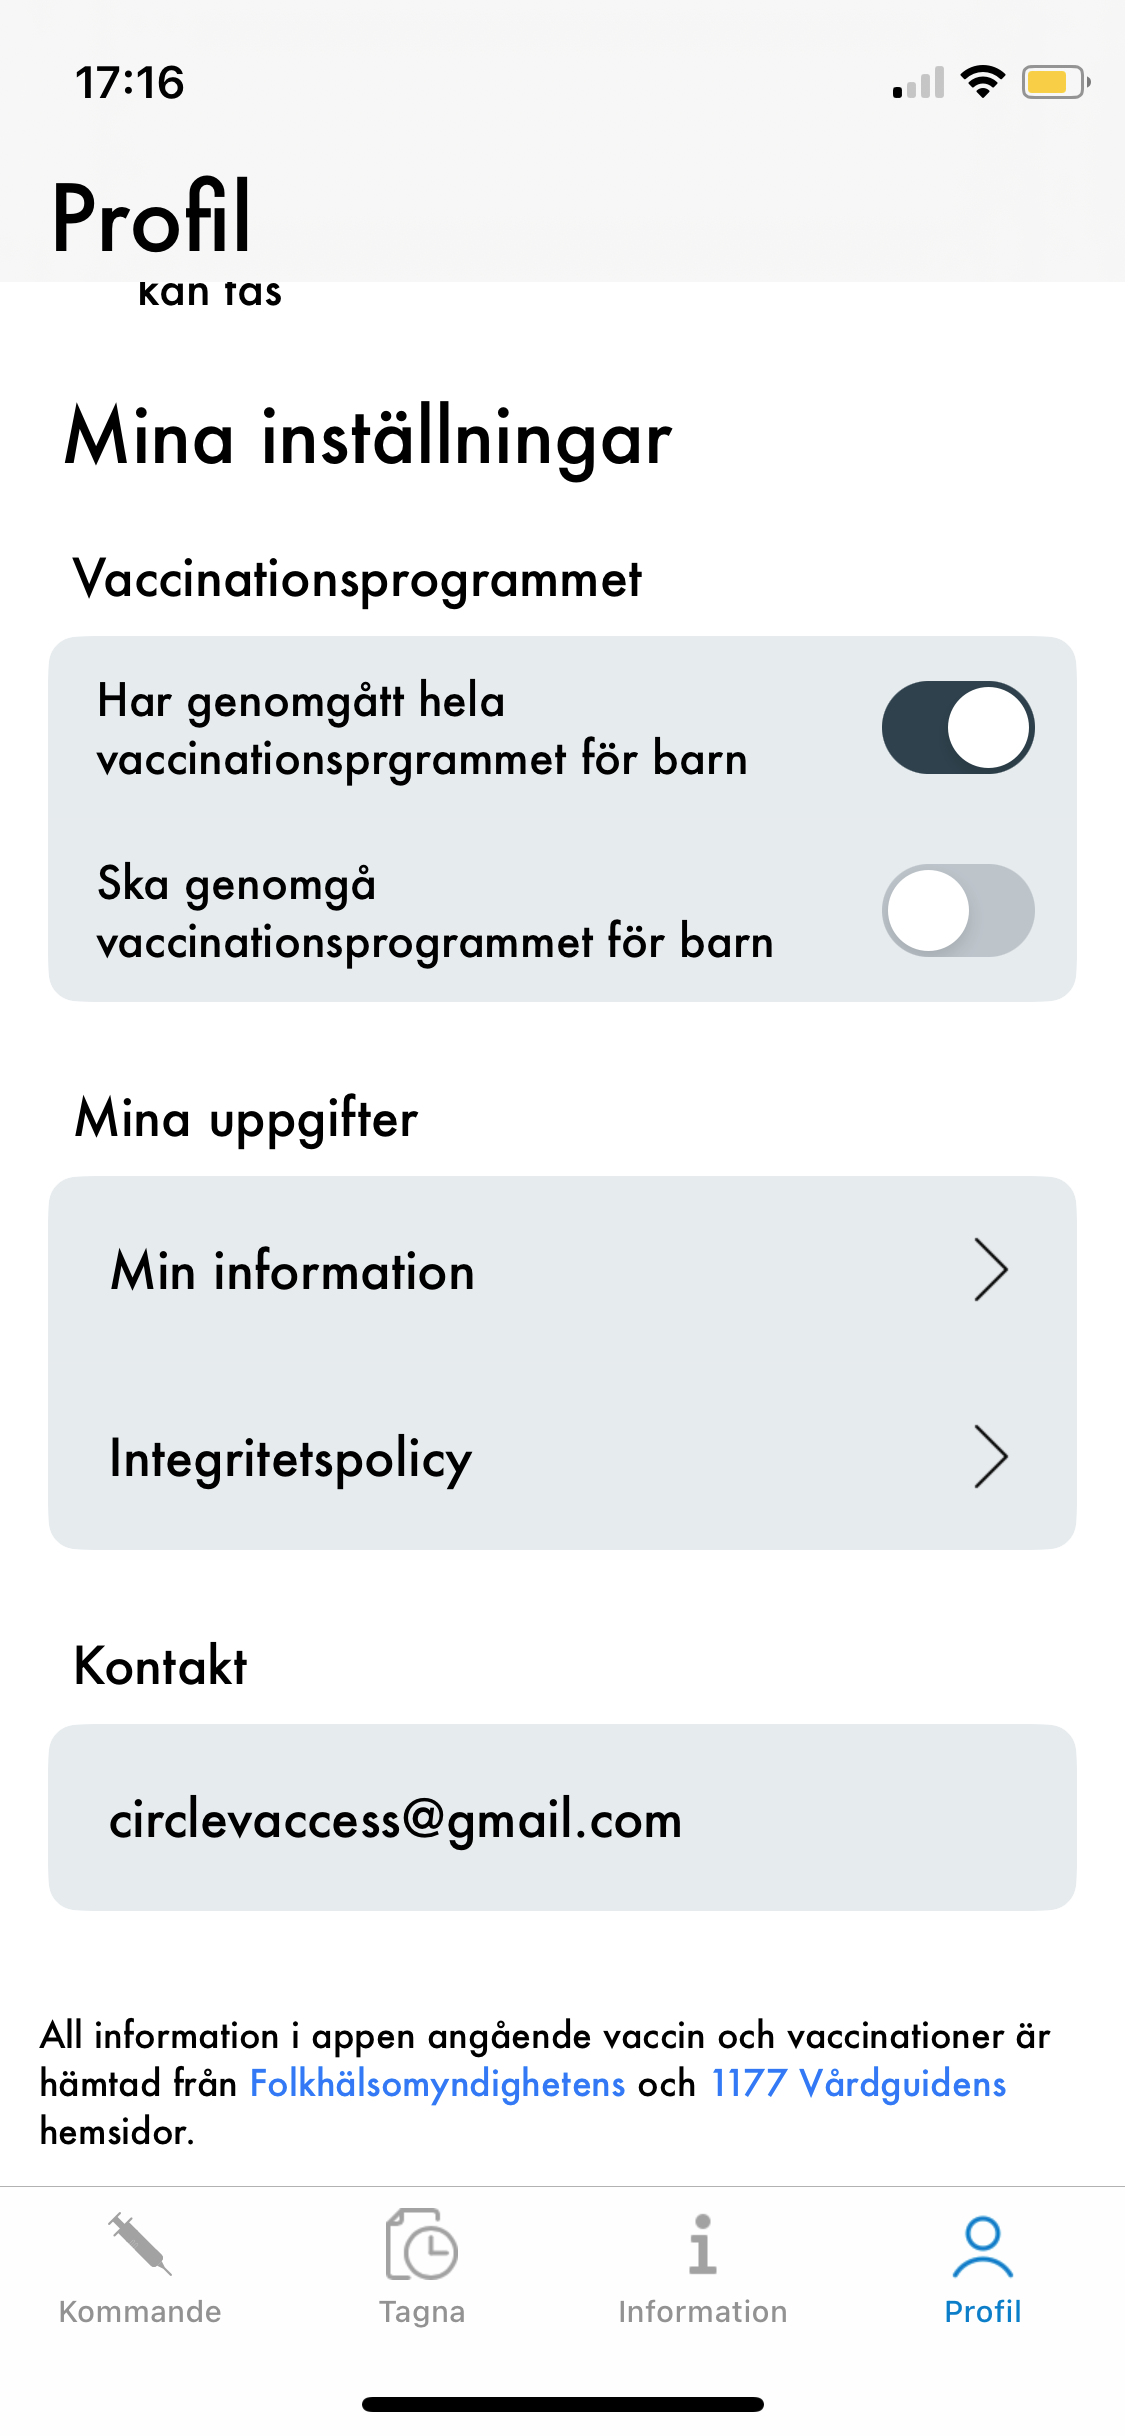 17:16
Profil
kan fås
Mina inställningar
Vaccinationsprogrammet
Har genomgått hela
vaccinationsprgrammet för barn
Ska genomgå
vaccinationsprogrammet för barn
Mina uppgifter
Min information
Integritetspolicy
Kontakt
circlevaccess@gmail.com
All information i appen angående vaccin och vaccinationer är
hämtad från Folkhälsomyndighetens och 1177 Vårdguidens
hemsidor.
Kommande
Tagna
Information
Profil